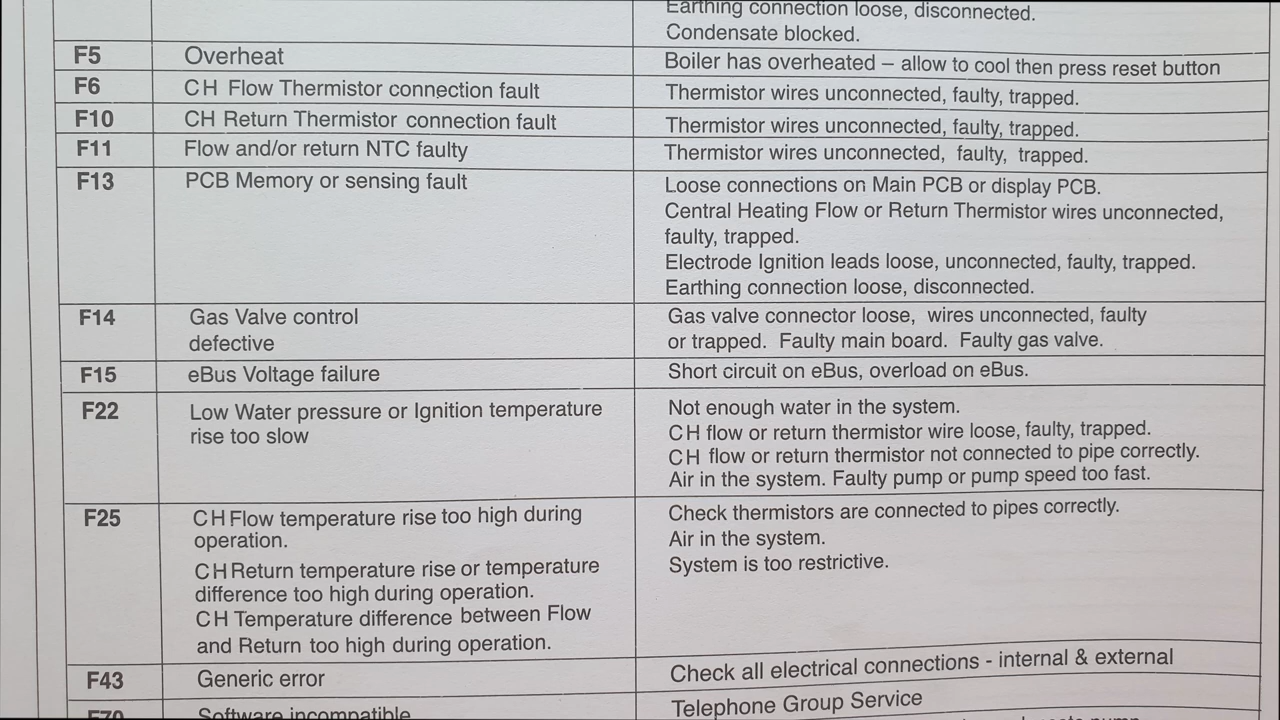 Earthing connection loose, disconnected.
Condensate blocked.
F5 Overheat Boiler has overheated – allow to cool then press reset button
F6 CH Flow Thermistor connection fault Thermistor wires unconnected, faulty, trapped.
F10 CH Return Thermistor connection fault Thermistor wires unconnected, faulty, trapped.
F11 Flow and/or return NTC faulty Thermistor wires unconnected, faulty, trapped.
F13 PCB Memory or sensing fault Loose connections on Main PCB or display PCB.
Central Heating Flow or Return Thermistor wires unconnected,
faulty, trapped.
Electrode Ignition leads loose, unconnected, faulty, trapped.
Earthing connection loose, disconnected.
F14 Gas Valve control Gas valve connector loose, wires unconnected, faulty
defective or trapped. Faulty main board. Faulty gas valve.
F15 eBus Voltage failure Short circuit on eBus, overload on eBus.
F22 Low Water pressure or Ignition temperature Not enough water in the system.
rise too slow CH flow or return thermistor wire loose, faulty, trapped.
CH flow or return thermistor not connected to pipe correctly.
Air in the system. Faulty pump or pump speed too fast.
F25 CH Flow temperature rise too high during Check thermistors are connected to pipes correctly.
operation. Air in the system.
CH Return temperature rise or temperature System is too restrictive.
difference too high during operation.
CH Temperature difference between Flow
and Return too high during operation.
F43 Generic error Check all electrical connections - internal & external
F70 Software incompatible Telephone Group Service